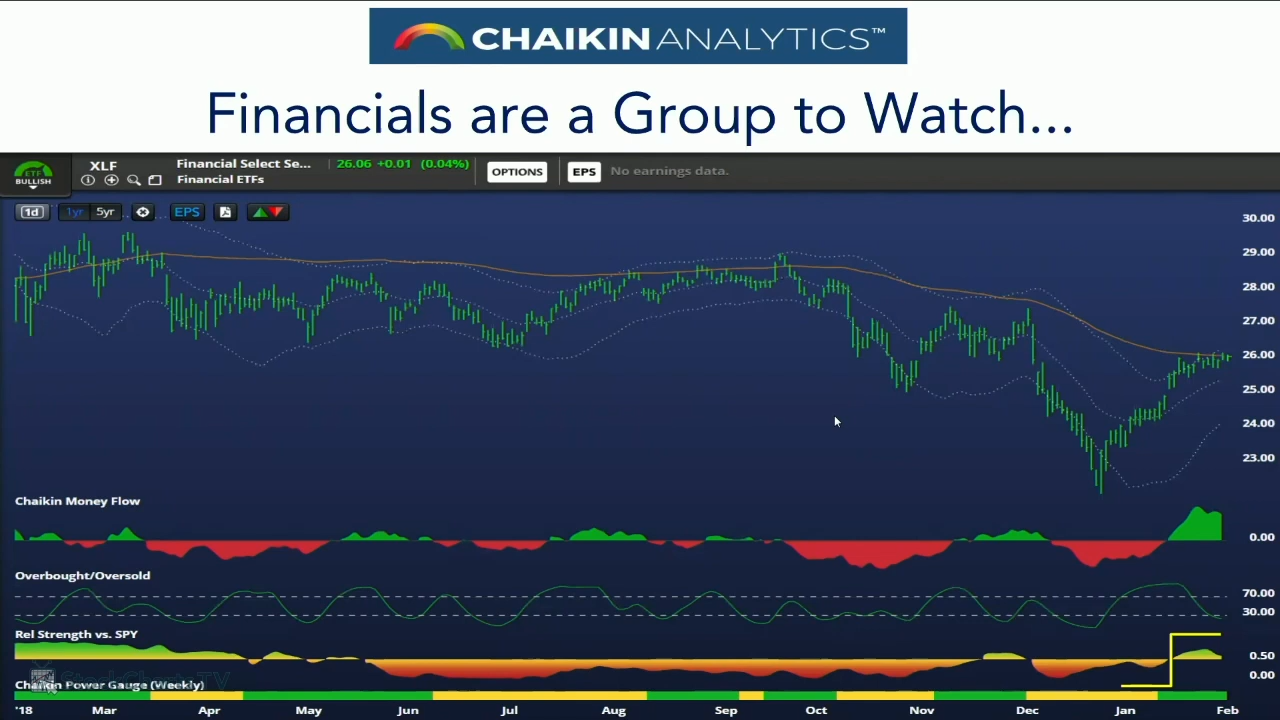 CHAIKIN ANALYTICS™
Financials are a Group to Watch...
ETF
BULLISH
XLF
Financial Select Se...
26.06 +0.01 (0.04%)
Financial ETFs
OPTIONS
EPS
No earnings data.
1d
1yr
5yr
EPS
30.00
29.00
28.00
27.00
26.00
25.00
24.00
23.00
Chaikin Money Flow
0.00
Overbought/Oversold
70.00
30.00
Rel Strength vs. SPY
0.50
0.00
StockCharts TV
Chaikin Power Gauge (Weekly)
'18 Mar Apr May Jun Jul Aug Sep Oct Nov Dec Jan Feb